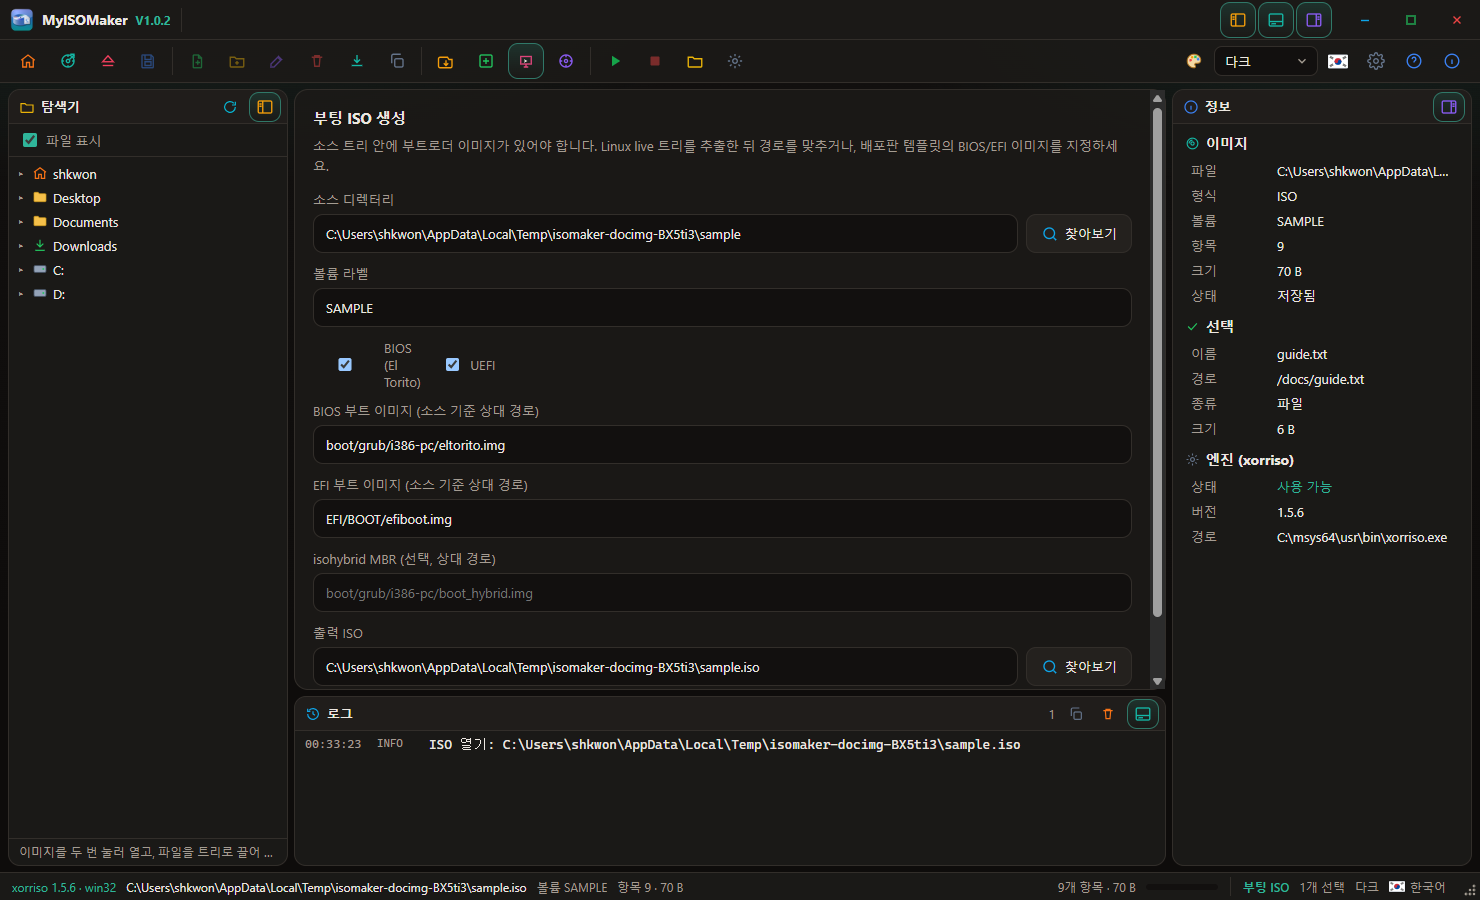 MyISOMaker V1.0.2
다크
탐색기
파일 표시
shkwon
Desktop
Documents
Downloads
C:
D:
이미지를 두 번 눌러 열고, 파일을 트리로 끌어 ...
부팅 ISO 생성
소스 트리 안에 부트로더 이미지가 있어야 합니다. Linux live 트리를 추출한 뒤 경로를 맞추거나, 배포판 템플릿의 BIOS/EFI 이미지를 지정하세
요.
소스 디렉터리
C:\Users\shkwon\AppData\Local\Temp\isomaker-docimg-BX5ti3\sample
찾아보기
볼륨 라벨
SAMPLE
BIOS
(El
Torito)
UEFI
BIOS 부트 이미지 (소스 기준 상대 경로)
boot/grub/i386-pc/eltorito.img
EFI 부트 이미지 (소스 기준 상대 경로)
EFI/BOOT/efiboot.img
isohybrid MBR (선택, 상대 경로)
boot/grub/i386-pc/boot_hybrid.img
출력 ISO
C:\Users\shkwon\AppData\Local\Temp\isomaker-docimg-BX5ti3\sample.iso
찾아보기
로그
1
00:33:23 INFO ISO 열기: C:\Users\shkwon\AppData\Local\Temp\isomaker-docimg-BX5ti3\sample.iso
정보
이미지
파일 C:\Users\shkwon\AppData\L...
형식 ISO
볼륨 SAMPLE
항목 9
크기 70 B
상태 저장됨
선택
이름 guide.txt
경로 /docs/guide.txt
종류 파일
크기 6 B
엔진 (xorriso)
상태 사용 가능
버전 1.5.6
경로 C:\msys64\usr\bin\xorriso.exe
xorriso 1.5.6 · win32 C:\Users\shkwon\AppData\Local\Temp\isomaker-docimg-BX5ti3\sample.iso 볼륨 SAMPLE 항목 9 · 70 B 9개 항목 · 70 B 부팅 ISO 1개 선택 다크 한국어